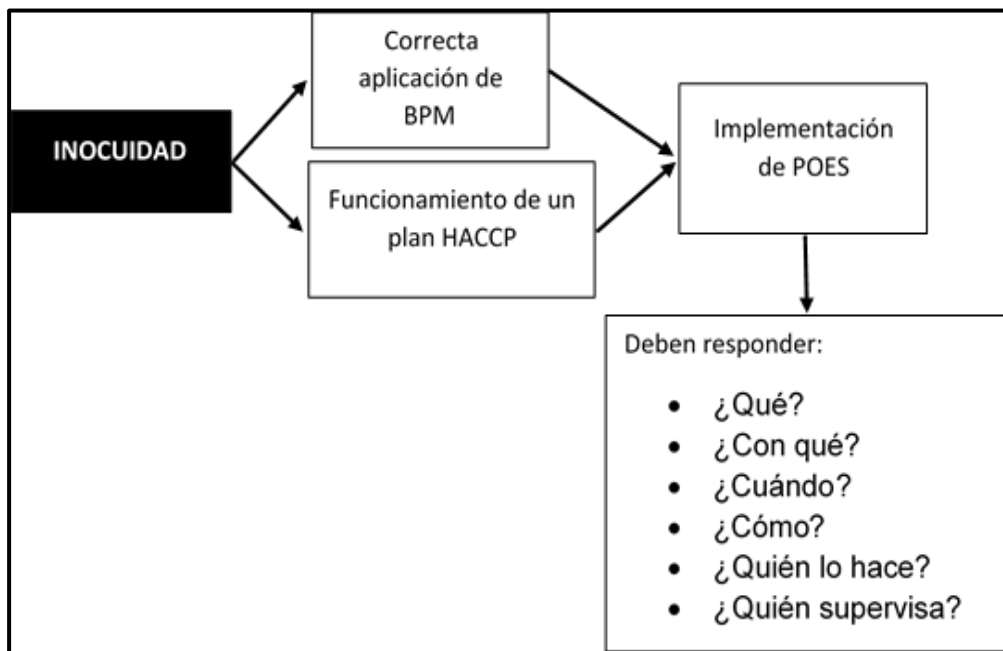 Correcta
aplicación de
BPM
INOCUIDAD
Implementación
de POES
Funcionamiento de un
plan HACCP
Deben responder:
• ¿Qué?
• ¿Con qué?
• ¿Cuándo?
• ¿Cómo?
• ¿Quién lo hace?
• ¿Quién supervisa?